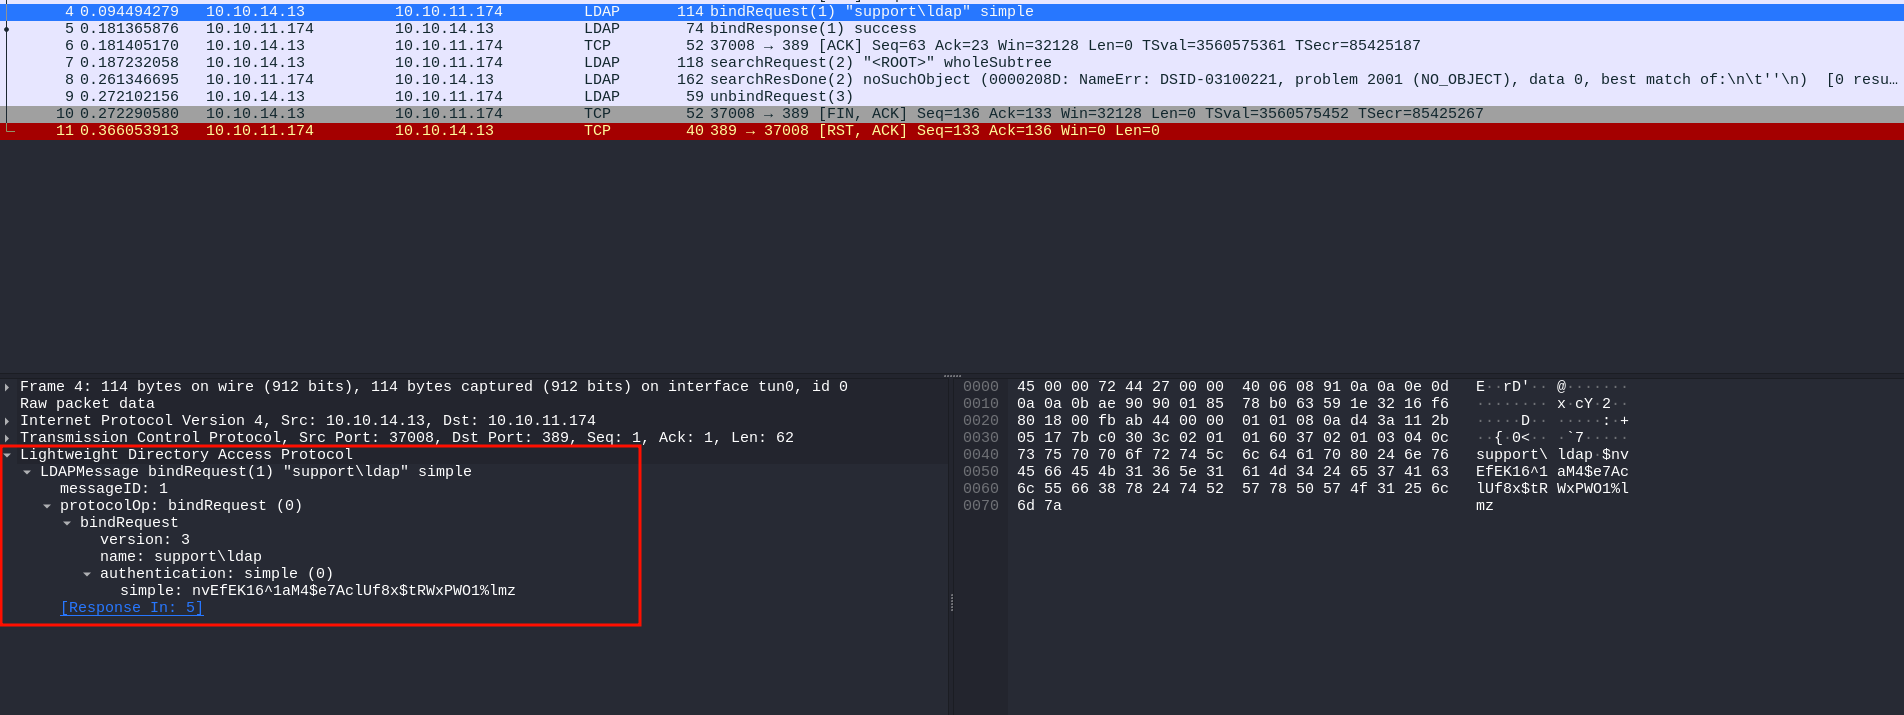 4 0.094494279 10.10.14.13 10.10.11.174 LDAP 114 bindRequest(1) "support\ldap" simple
5 0.181365876 10.10.11.174 10.10.14.13 LDAP 74 bindResponse(1) success
6 0.181405170 10.10.14.13 10.10.11.174 TCP 52 37008 → 389 [ACK] Seq=63 Ack=23 Win=32128 Len=0 TSval=3560575361 TSecr=85425187
7 0.187232058 10.10.14.13 10.10.11.174 LDAP 118 searchRequest(2) "<ROOT>" wholeSubtree
8 0.261346695 10.10.11.174 10.10.14.13 LDAP 162 searchResDone(2) noSuchObject (0000208D: NameErr: DSID-03100221, problem 2001 (NO_OBJECT), data 0, best match of:\n\t''\n) [0 resu…
9 0.272102156 10.10.14.13 10.10.11.174 LDAP 59 unbindRequest(3)
10 0.272290580 10.10.14.13 10.10.11.174 TCP 52 37008 → 389 [FIN, ACK] Seq=136 Ack=133 Win=32128 Len=0 TSval=3560575452 TSecr=85425267
11 0.366053913 10.10.11.174 10.10.14.13 TCP 40 389 → 37008 [RST, ACK] Seq=133 Ack=136 Win=0 Len=0
Frame 4: 114 bytes on wire (912 bits), 114 bytes captured (912 bits) on interface tun0, id 0
Raw packet data
Internet Protocol Version 4, Src: 10.10.14.13, Dst: 10.10.11.174
Transmission Control Protocol, Src Port: 37008, Dst Port: 389, Seq: 1, Ack: 1, Len: 62
Lightweight Directory Access Protocol
LDAPMessage bindRequest(1) "support\ldap" simple
messageID: 1
protocolOp: bindRequest (0)
bindRequest
version: 3
name: support\ldap
authentication: simple (0)
simple: nvEfEK16^1aM4$e7AclUf8x$tRWxPWO1%lmz
[Response In: 5]
0000 45 00 00 72 44 27 00 00 40 06 08 91 0a 0a 0e 0d E··rD'·· @·······
0010 0a 0a 0b ae 90 90 01 85 78 b0 63 59 1e 32 16 f6 ········ x·cY·2··
0020 80 18 00 fb ab 44 00 00 01 01 08 0a d4 3a 11 2b ·····D·· ·····:·+
0030 05 17 7b c0 30 3c 02 01 01 60 37 02 01 03 04 0c ··{·0<·· ·`7·····
0040 73 75 70 70 6f 72 74 5c 6c 64 61 70 80 24 6e 76 support\ ldap·$nv
0050 45 66 45 4b 31 36 5e 31 61 4d 34 24 65 37 41 63 EfEK16^1 aM4$e7Ac
0060 6c 55 66 38 78 24 74 52 57 78 50 57 4f 31 25 6c lUf8x$tR WxPWO1%l
0070 6d 7a mz